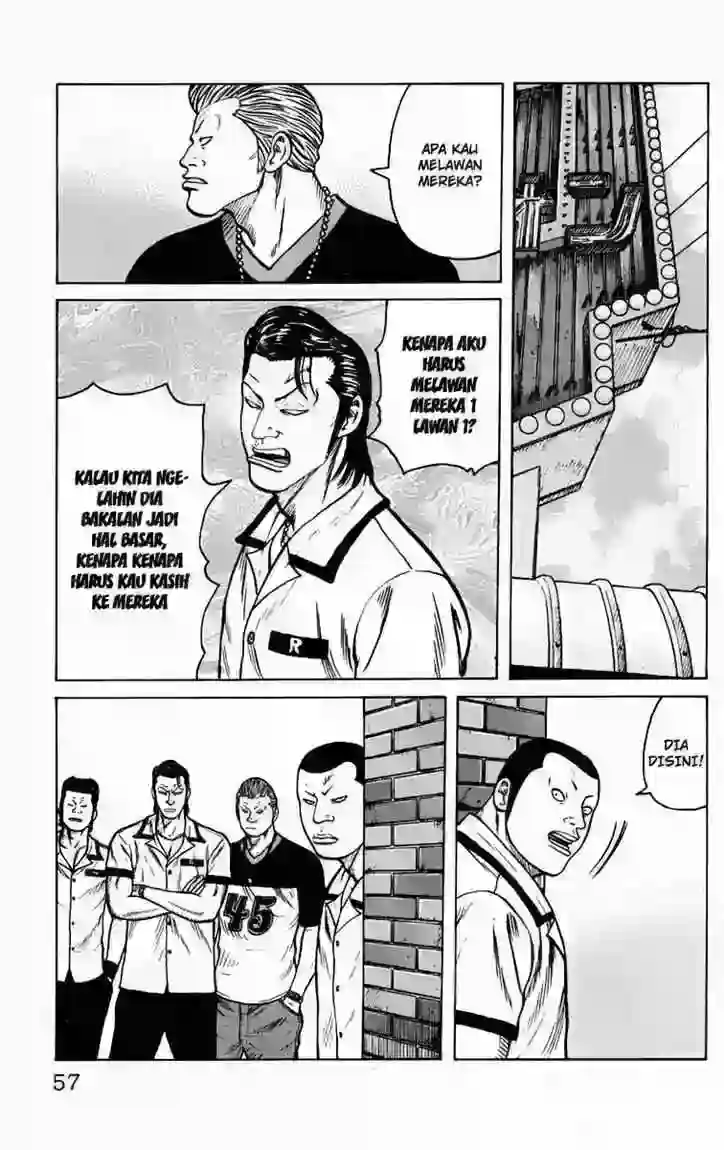 APA KAU
MELAWAN
MEREKA?
KENAPA AKU
HARUS
MELAWAN
MEREKA 1
LAWAN 1?
KALAU KITA NGE-
LAHIN DIA
BAKALAN JADI
HAL BASAR,
KENAPA KENAPA
HARUS KAU KASIH
KE MEREKA
R
DIA
DISINI!
45
57